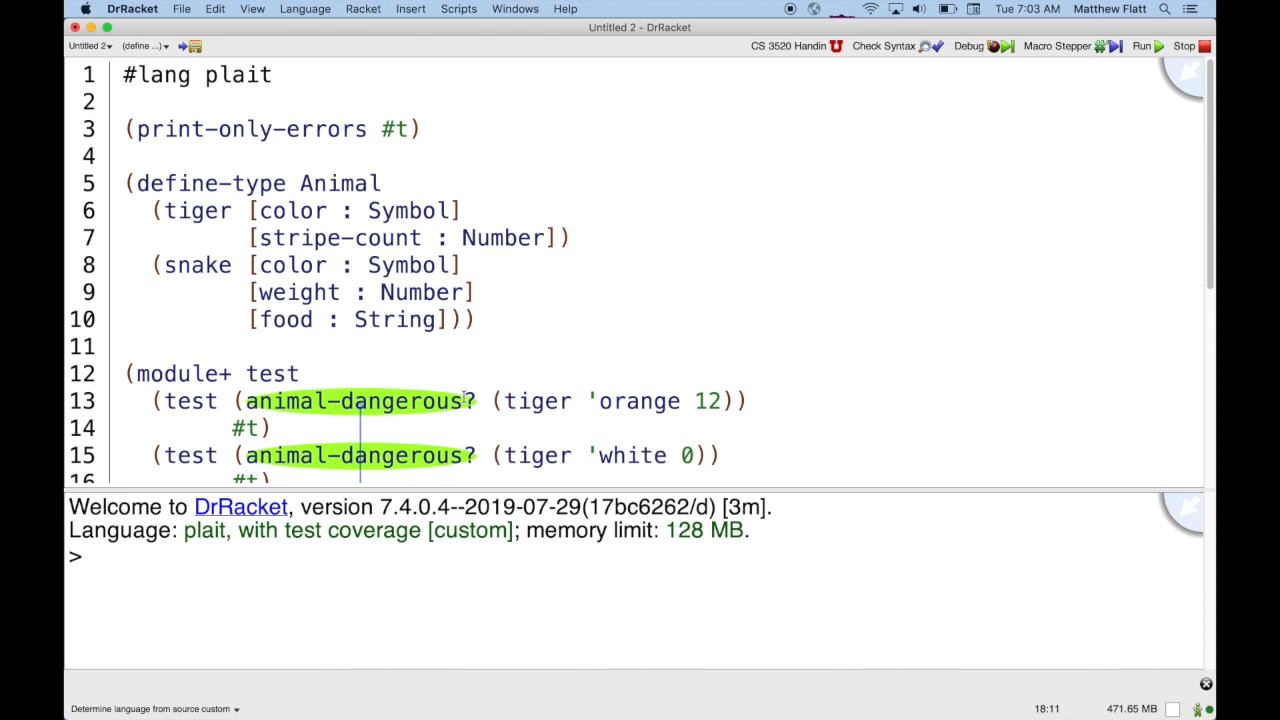 DrRacket File Edit View Language Racket Insert Scripts Windows Help Tue 7:03 AM Matthew Flatt
Untitled 2 - DrRacket
Untitled 2▾ (define ...)▾ CS 3520 Handin Check Syntax Debug Macro Stepper Run Stop
1 #lang plait
2
3 (print-only-errors #t)
4
5 (define-type Animal
6 (tiger [color : Symbol]
7 [stripe-count : Number])
8 (snake [color : Symbol]
9 [weight : Number]
10 [food : String]))
11
12 (module+ test
13 (test (animal-dangerous? (tiger 'orange 12))
14 #t)
15 (test (animal-dangerous? (tiger 'white 0))
16 #t)
Welcome to DrRacket, version 7.4.0.4--2019-07-29(17bc6262/d) [3m].
Language: plait, with test coverage [custom]; memory limit: 128 MB.
>
Determine language from source custom ▾ 18:11 471.65 MB